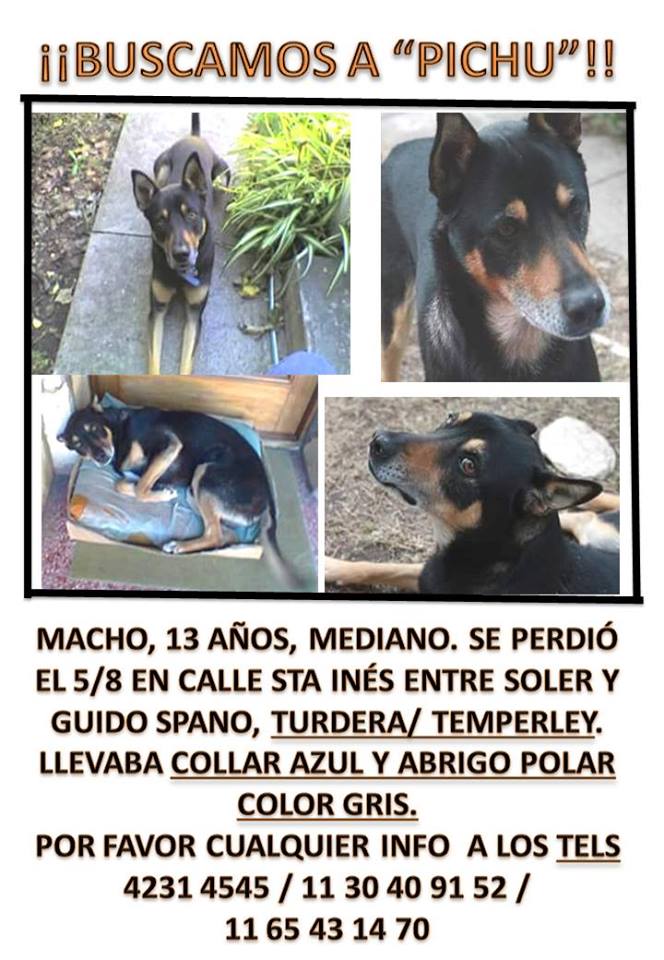 ¡¡BUSCAMOS A “PICHU”!!
MACHO, 13 AÑOS, MEDIANO. SE PERDIÓ
EL 5/8 EN CALLE STA INÉS ENTRE SOLER Y
GUIDO SPANO, TURDERA/ TEMPERLEY.
LLEVABA COLLAR AZUL Y ABRIGO POLAR
COLOR GRIS.
POR FAVOR CUALQUIER INFO A LOS TELS
4231 4545 / 11 30 40 91 52 /
11 65 43 14 70